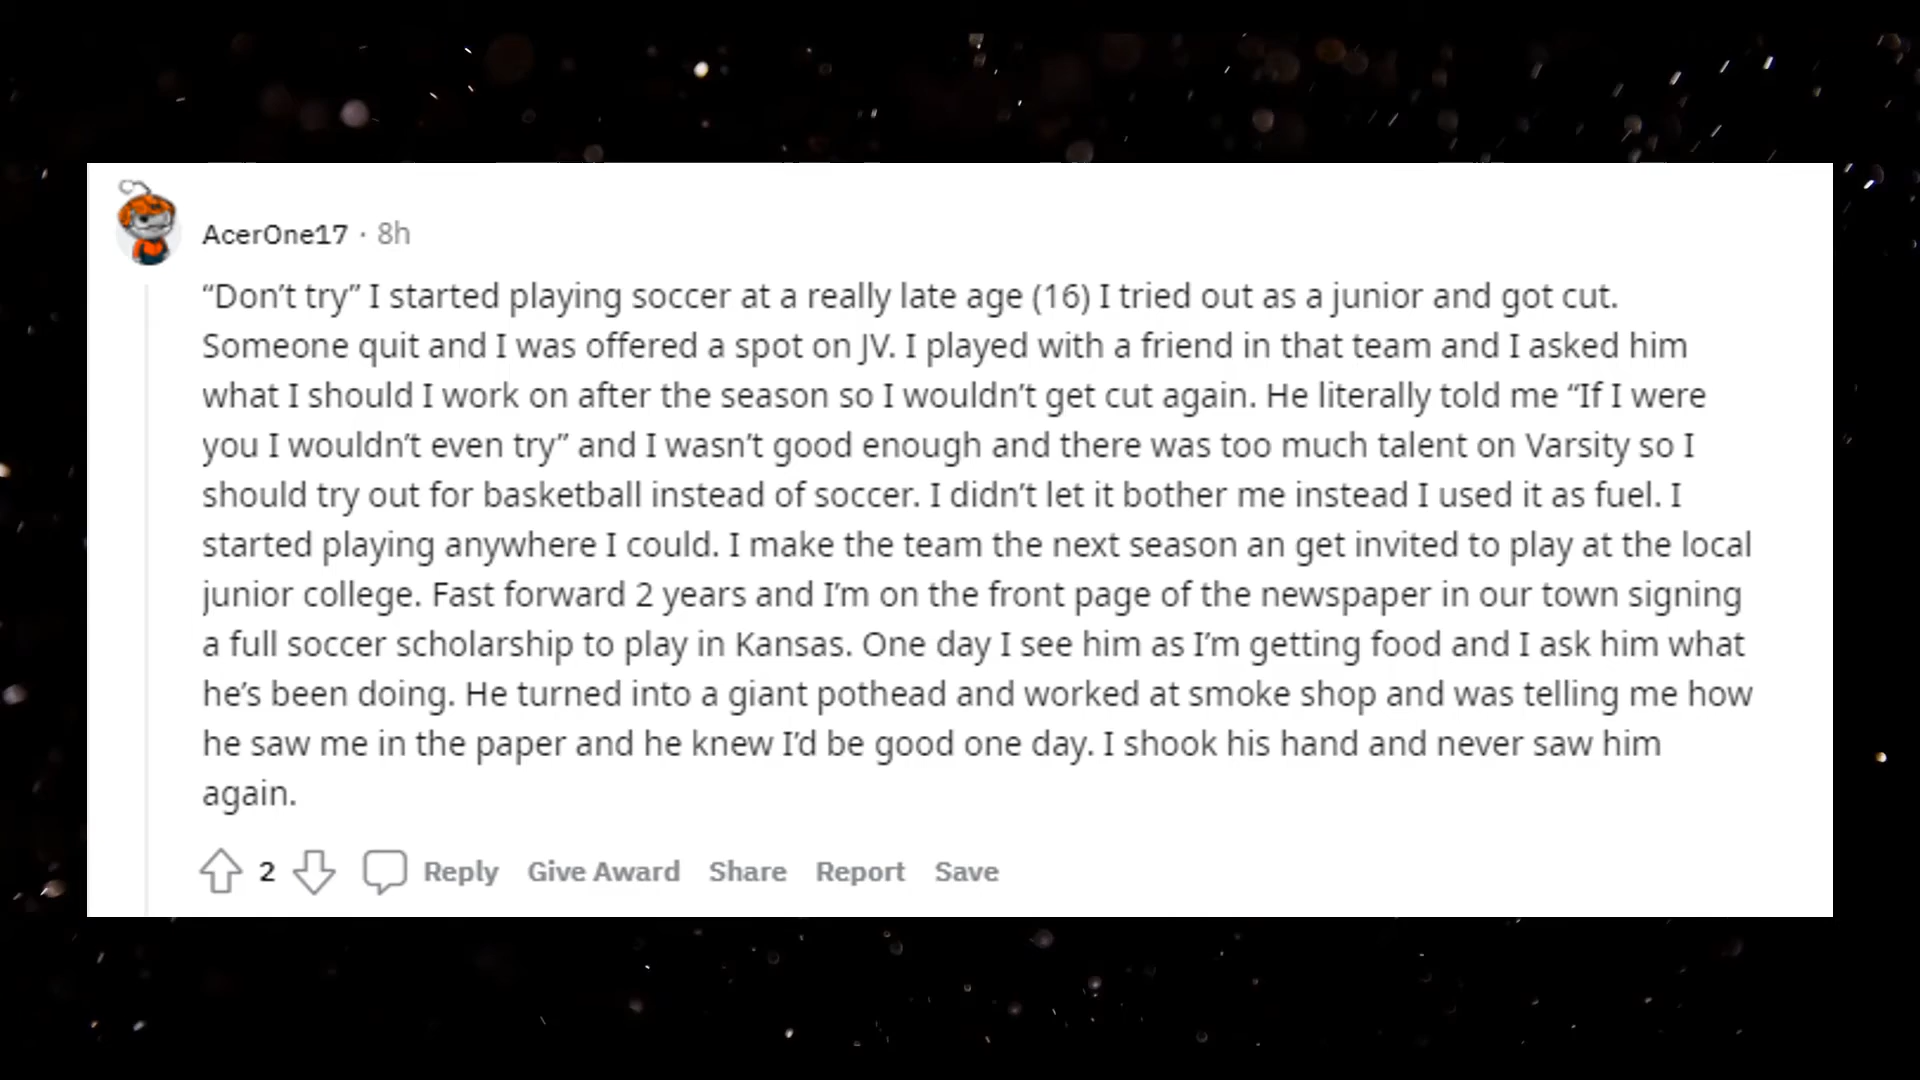 AcerOne17 · 8h
“Don’t try” I started playing soccer at a really late age (16) I tried out as a junior and got cut.
Someone quit and I was offered a spot on JV. I played with a friend in that team and I asked him
what I should I work on after the season so I wouldn’t get cut again. He literally told me “If I were
you I wouldn’t even try” and I wasn’t good enough and there was too much talent on Varsity so I
should try out for basketball instead of soccer. I didn’t let it bother me instead I used it as fuel. I
started playing anywhere I could. I make the team the next season an get invited to play at the local
junior college. Fast forward 2 years and I’m on the front page of the newspaper in our town signing
a full soccer scholarship to play in Kansas. One day I see him as I’m getting food and I ask him what
he’s been doing. He turned into a giant pothead and worked at smoke shop and was telling me how
he saw me in the paper and he knew I’d be good one day. I shook his hand and never saw him
again.
2 Reply Give Award Share Report Save